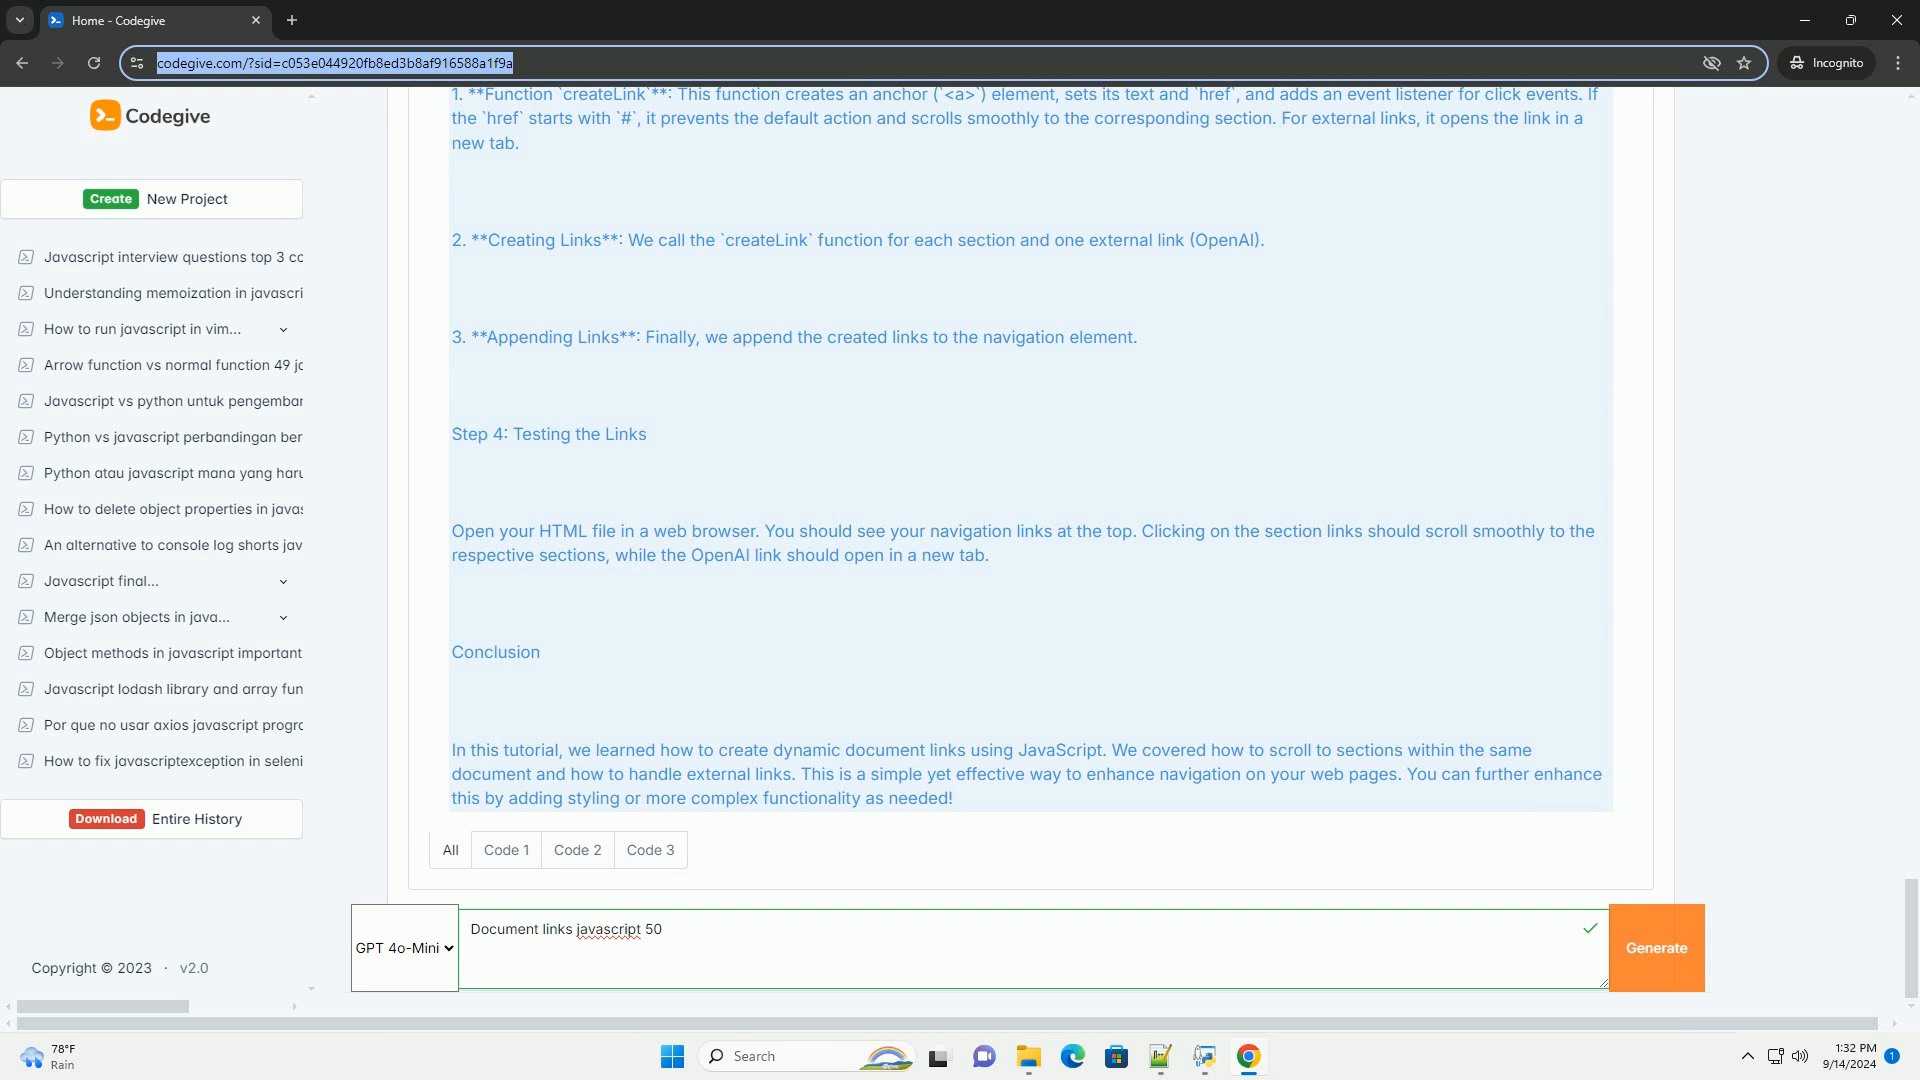 Home - Codegive
codegive.com/?sid=c053e044920fb8ed3b8af916588a1f9a
Incognito
Codegive
Create New Project
Javascript interview questions top 3 cc
Understanding memoization in javascri
How to run javascript in vim...
Arrow function vs normal function 49 jc
Javascript vs python untuk pengembar
Python vs javascript perbandingan ber
Python atau javascript mana yang haru
How to delete object properties in javas
An alternative to console log shorts jav
Javascript final...
Merge json objects in java...
Object methods in javascript important
Javascript lodash library and array fun
Por que no usar axios javascript progra
How to fix javascriptexception in seleni
Download Entire History
Copyright © 2023 · v2.0
1. **Function `createLink`**: This function creates an anchor (`<a>`) element, sets its text and `href`, and adds an event listener for click events. If
the `href` starts with `#`, it prevents the default action and scrolls smoothly to the corresponding section. For external links, it opens the link in a
new tab.
2. **Creating Links**: We call the `createLink` function for each section and one external link (OpenAI).
3. **Appending Links**: Finally, we append the created links to the navigation element.
Step 4: Testing the Links
Open your HTML file in a web browser. You should see your navigation links at the top. Clicking on the section links should scroll smoothly to the
respective sections, while the OpenAI link should open in a new tab.
Conclusion
In this tutorial, we learned how to create dynamic document links using JavaScript. We covered how to scroll to sections within the same
document and how to handle external links. This is a simple yet effective way to enhance navigation on your web pages. You can further enhance
this by adding styling or more complex functionality as needed!
All Code 1 Code 2 Code 3
GPT 4o-Mini
Document links javascript 50
Generate
78°F
Rain
Search
1:32 PM
9/14/2024
1